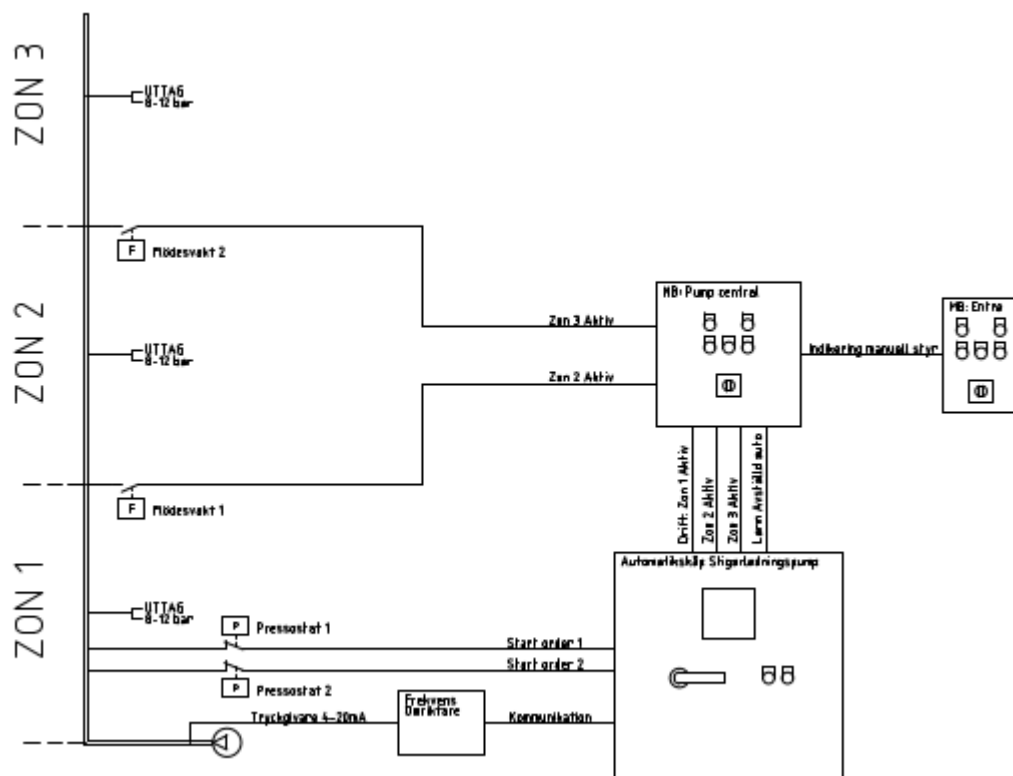 ZON 3
UTTAG
8-12 bar
F
Flödesvakt 2
ZON 2
UTTAG
8-12 bar
Zon 3 Aktiv
Zon 2 Aktiv
MB: Pump central
Indikering manuell styr
MB: Entre
F
Flödesvakt 1
Drift: Zon 1 Aktiv
Zon 2 Aktiv
Zon 3 Aktiv
Larm Avställd auto
ZON 1
UTTAG
8-12 bar
Automatikskåp Stigarledningspump
P
Pressostat 1
Start order 1
Start order 2
P
Pressostat 2
Tryckgivare 4-20mA
Frekvens
Omriktare
Kommunikation